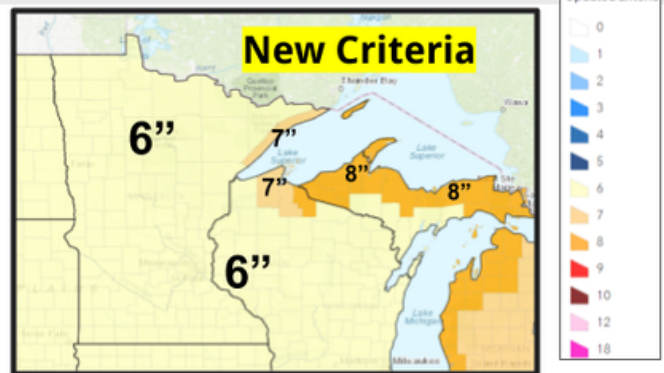 New Criteria
Thunder Bay
6”
7”
Lake
Superior
Lake
Superior
7”
8”
8”
6”
Lake
Michigan
Milwaukee
0
1
2
3
4
5
6
7
8
9
10
12
18